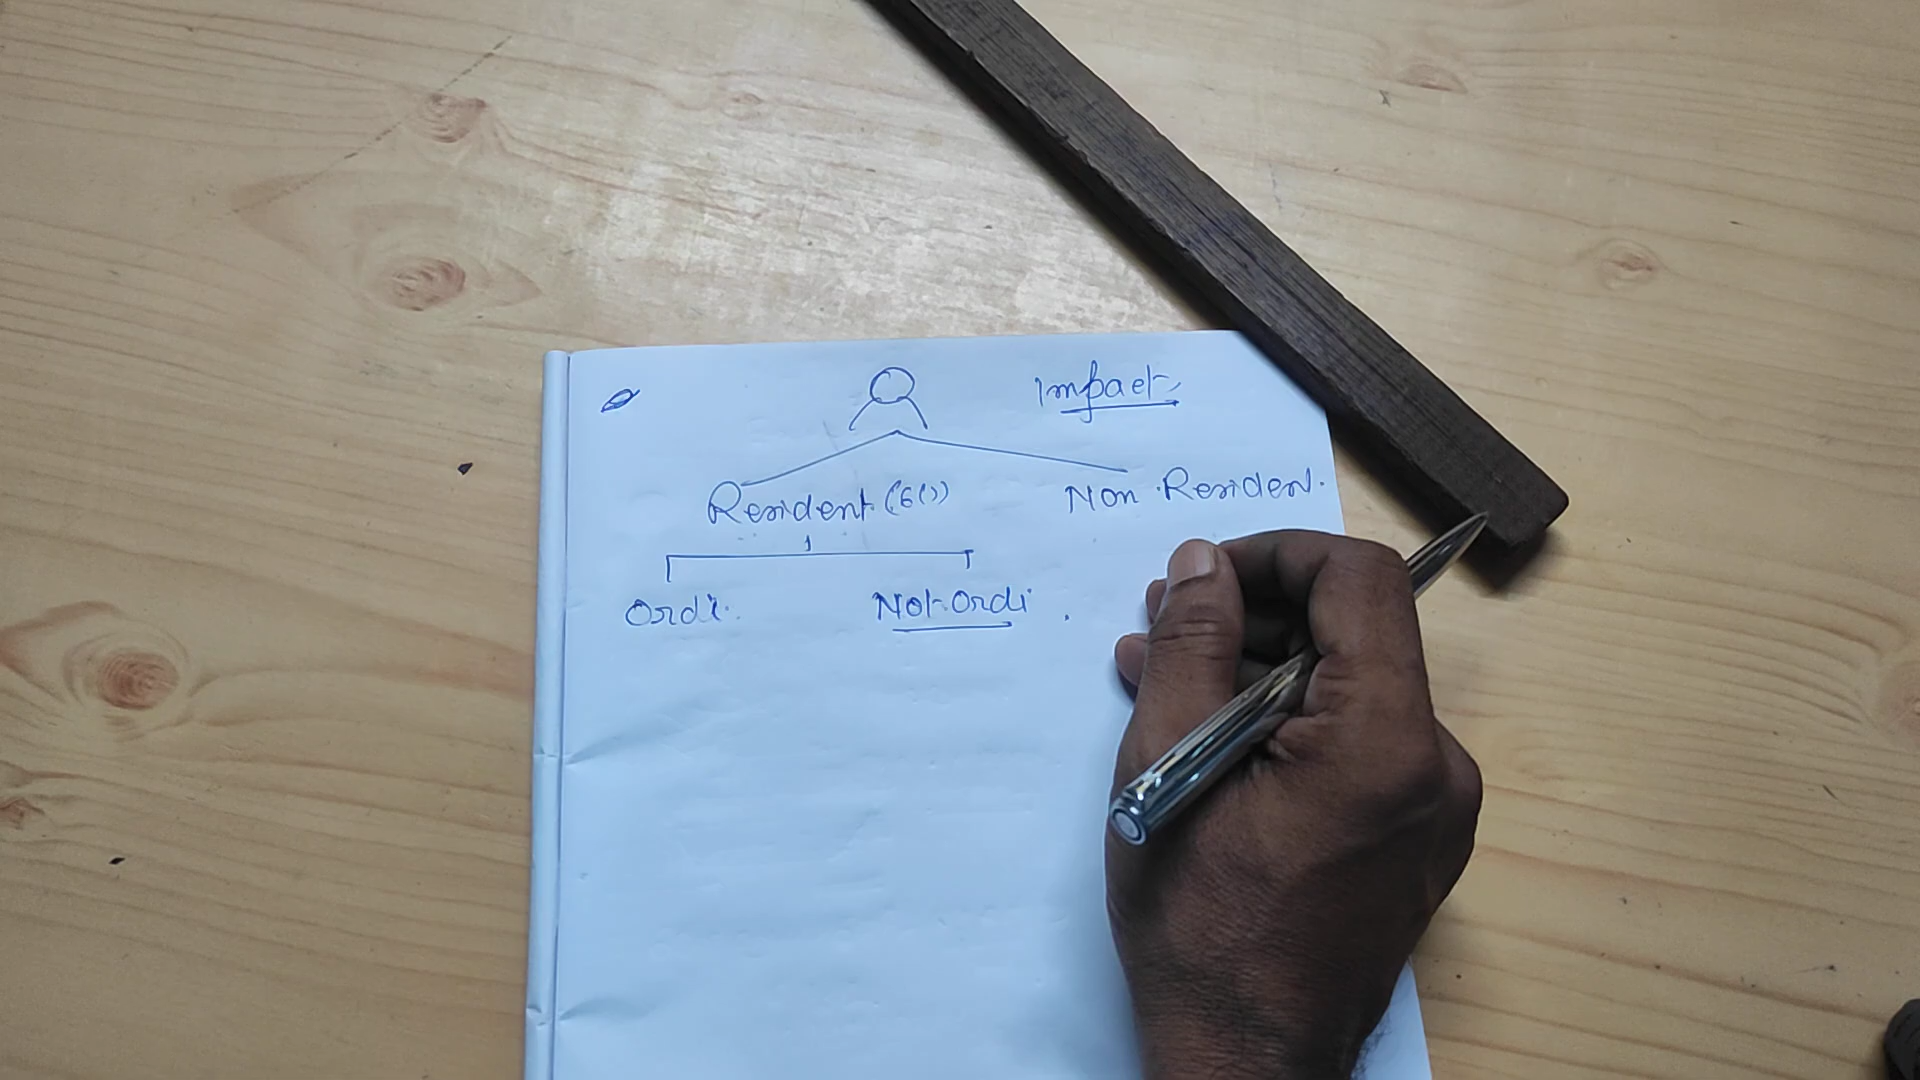 Impact,
Resident (6(1)) Non Resident.
Ordi. Not-Ordi.